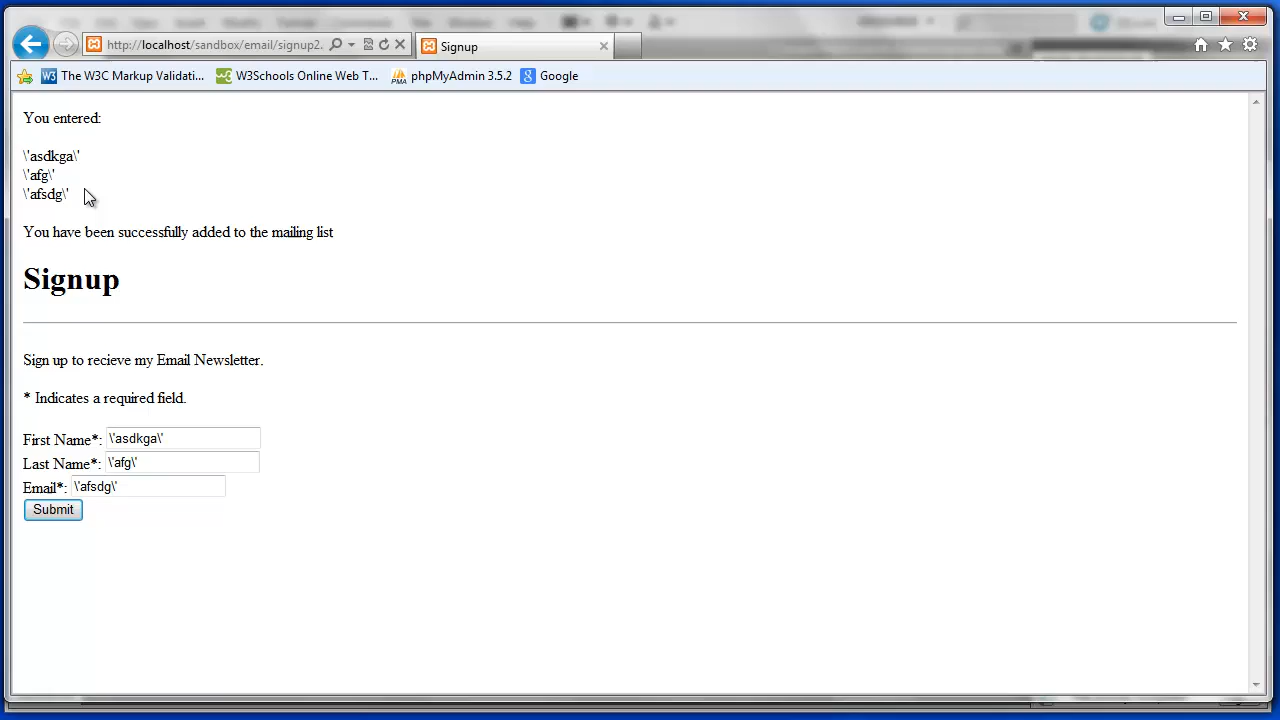 http://localhost/sandbox/email/signup2.
Signup
The W3C Markup Validati...
W3Schools Online Web T...
phpMyAdmin 3.5.2
Google
You entered:
\'asdkga\'
\'afg\'
\'afsdg\'
You have been successfully added to the mailing list
Signup
Sign up to recieve my Email Newsletter.
* Indicates a required field.
First Name*: \'asdkga\'
Last Name*: \'afg\'
Email*: \'afsdg\'
Submit